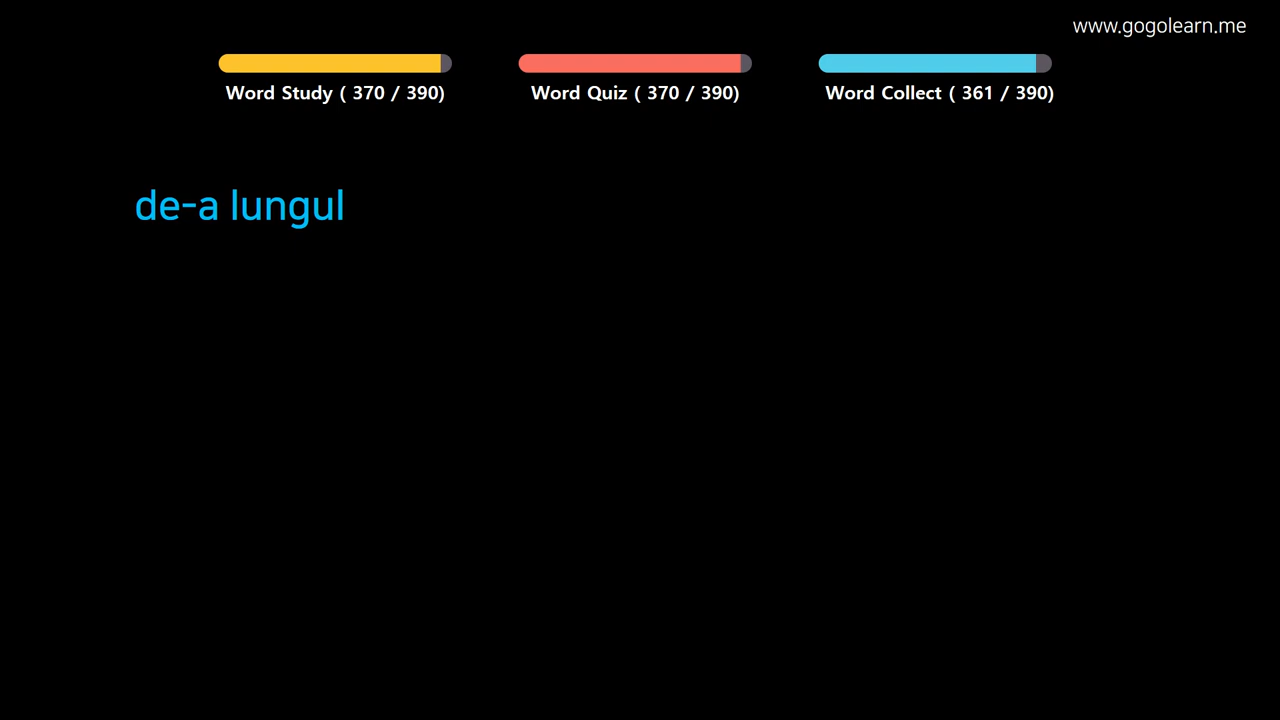 www.gogolearn.me
Word Study ( 370 / 390)
Word Quiz ( 370 / 390)
Word Collect ( 361 / 390)
de-a lungul